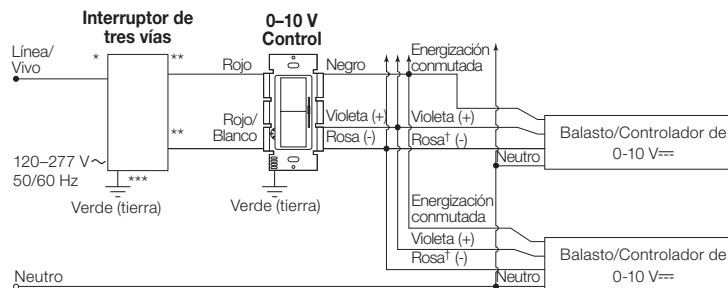 Interruptor de
tres vías
0–10 V
Control
Línea/
Vivo
*
**
Rojo
Negro
Energización
conmutada
Rojo/
Blanco
**
Violeta (+)
Rosa (-)
Violeta (+)
Rosa† (-)
Neutro
Balasto/Controlador de
0-10 V⎓
120–277 V~
50/60 Hz
***
Verde (tierra)
Verde (tierra)
Energización
conmutada
Violeta (+)
Rosa† (-)
Neutro
Balasto/Controlador de
0-10 V⎓
Neutro